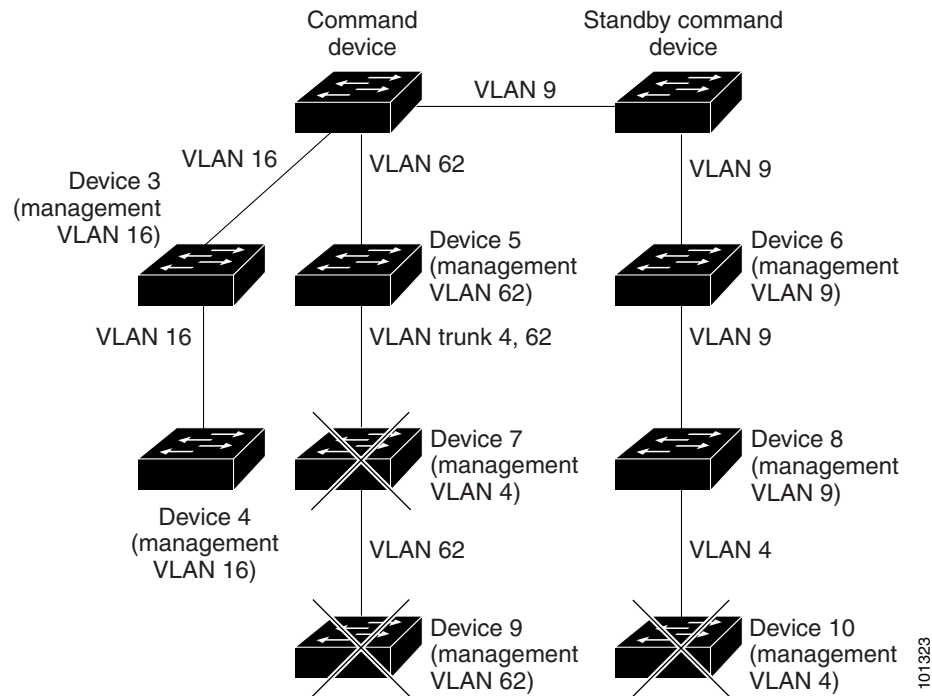 Command
device
Standby command
device
VLAN 9
VLAN 16
VLAN 62
VLAN 9
Device 3
(management
VLAN 16)
Device 5
(management
VLAN 62)
Device 6
(management
VLAN 9)
VLAN 16
VLAN trunk 4, 62
VLAN 9
Device 4
(management
VLAN 16)
Device 7
(management
VLAN 4)
Device 8
(management
VLAN 9)
VLAN 62
VLAN 4
Device 9
(management
VLAN 62)
Device 10
(management
VLAN 4)
101323